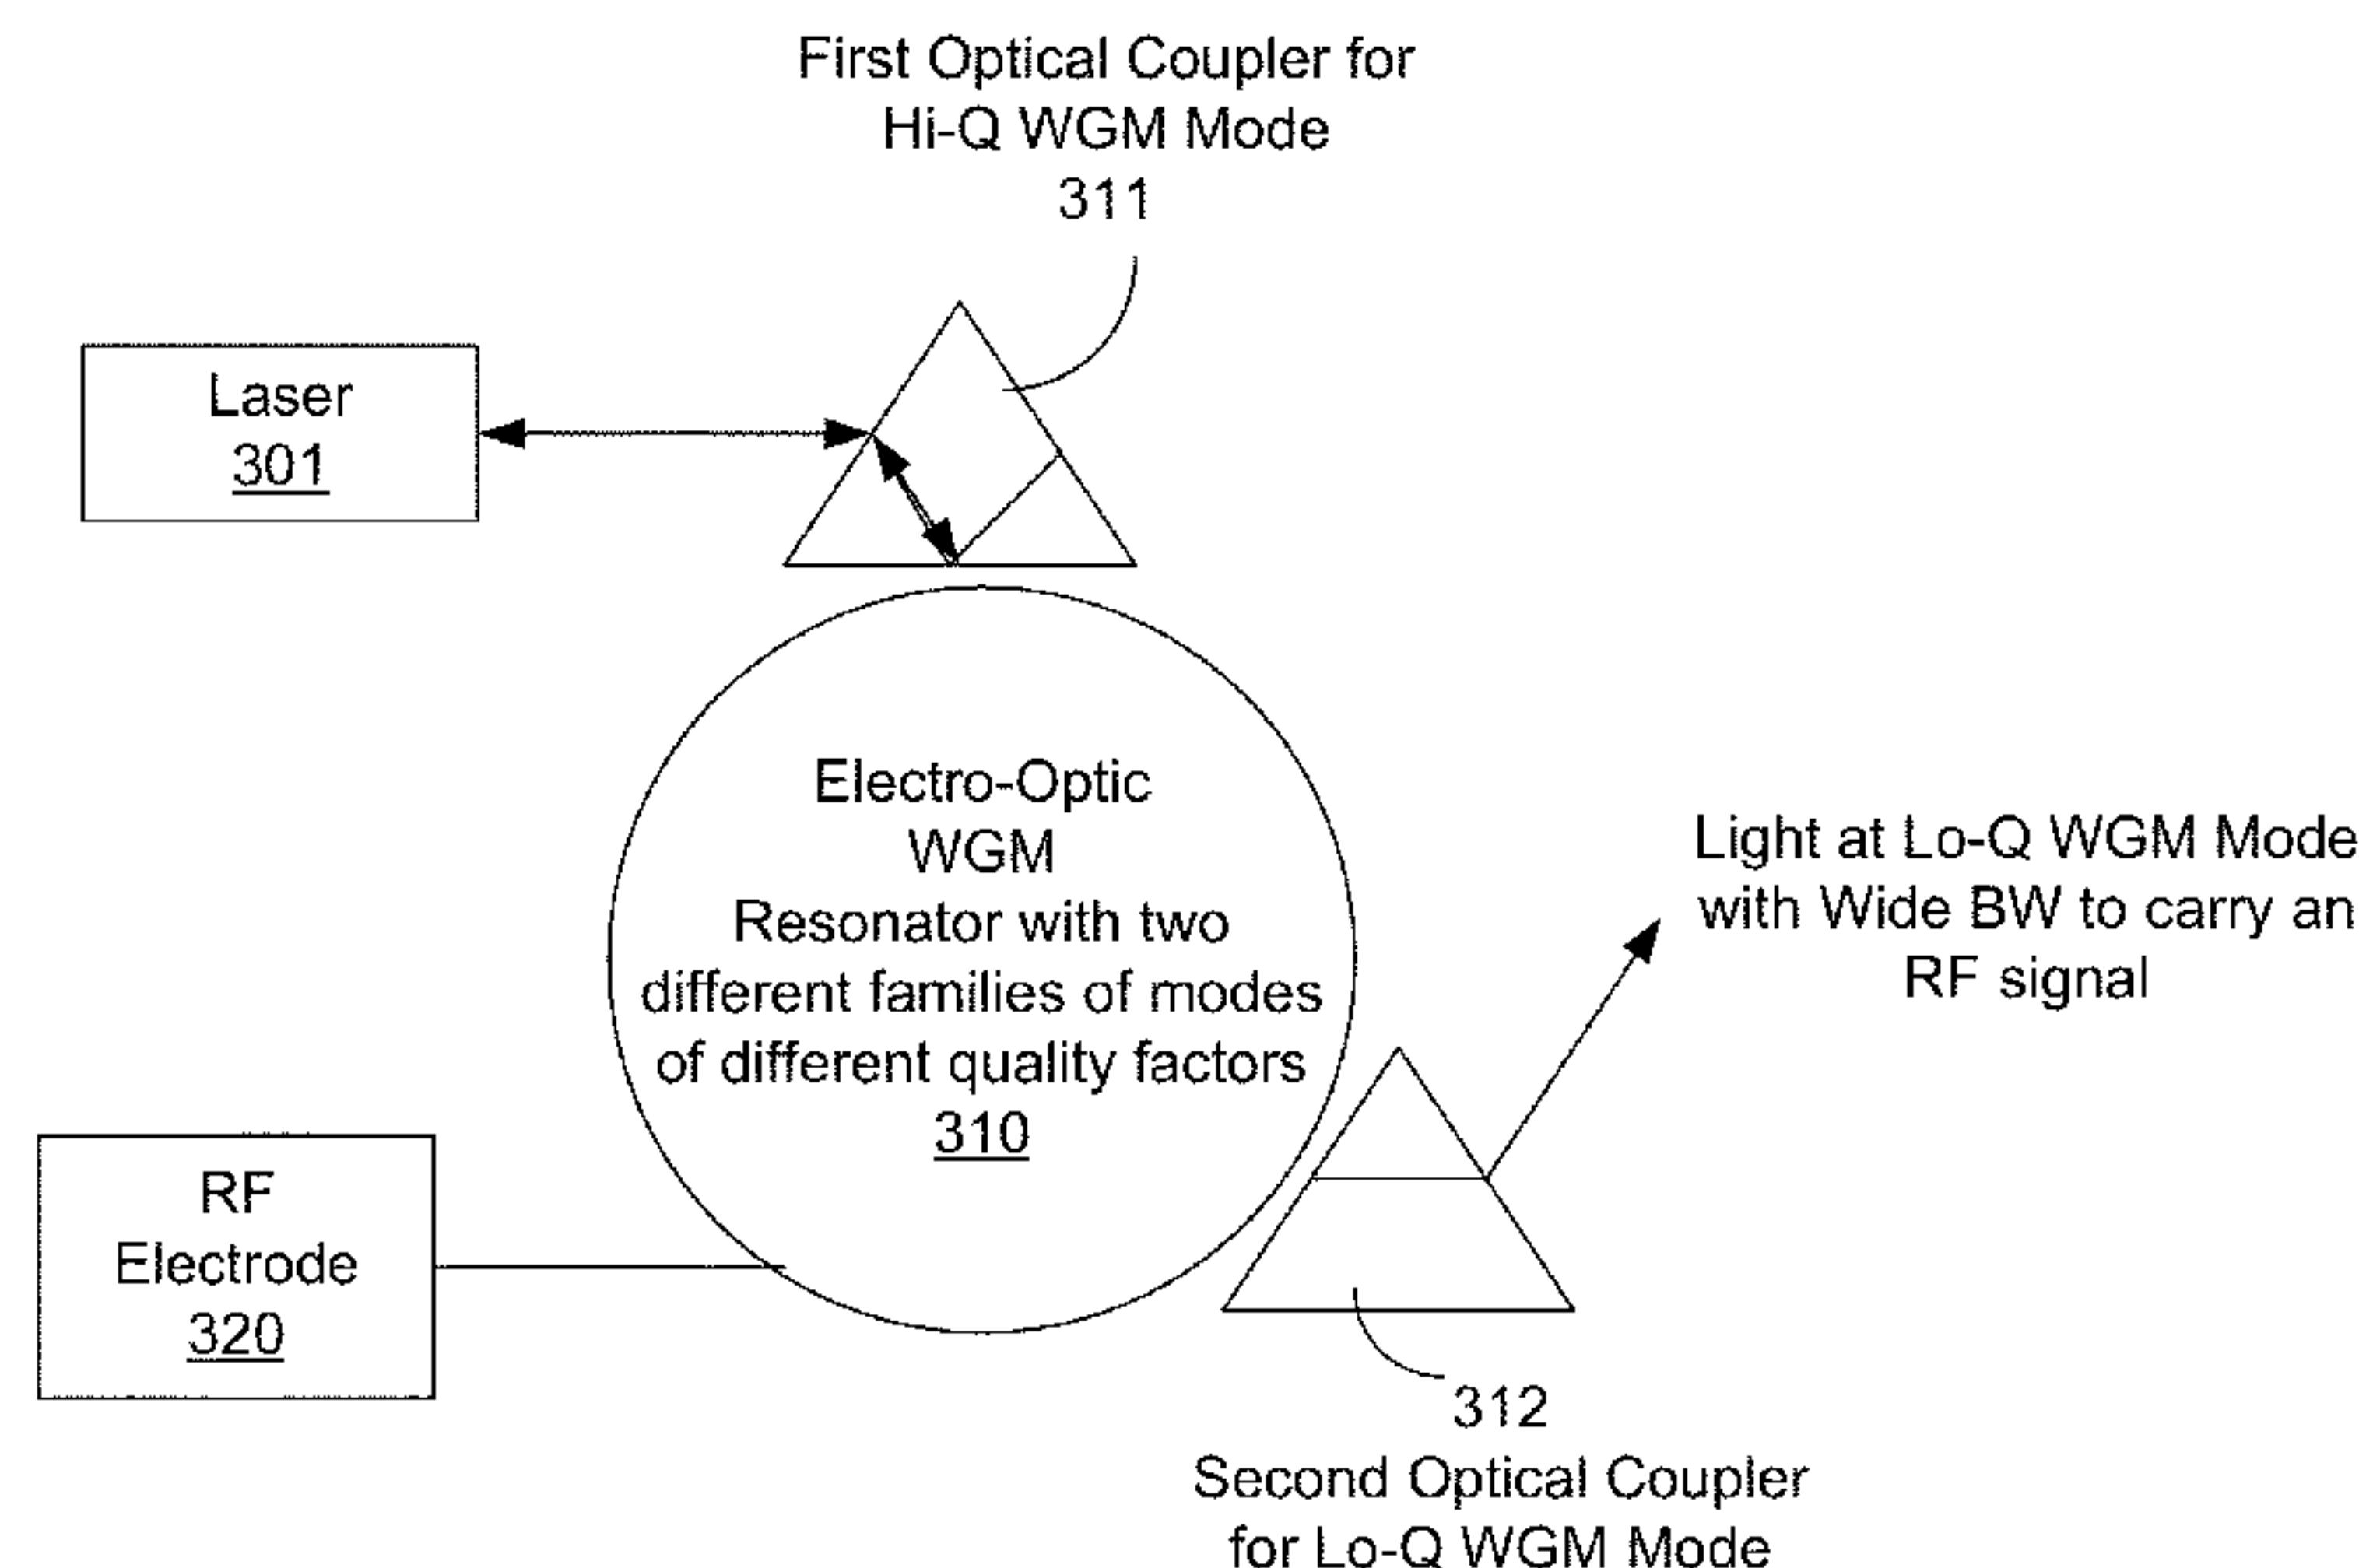 First Optical Coupler for
Hi-Q WGM Mode
311
Laser
301
Electro-Optic
WGM
Resonator with two
different families of modes
of different quality factors
310
Light at Lo-Q WGM Mode
with Wide BW to carry an
RF signal
RF
Electrode
320
312
Second Optical Coupler
for Lo-Q WGM Mode